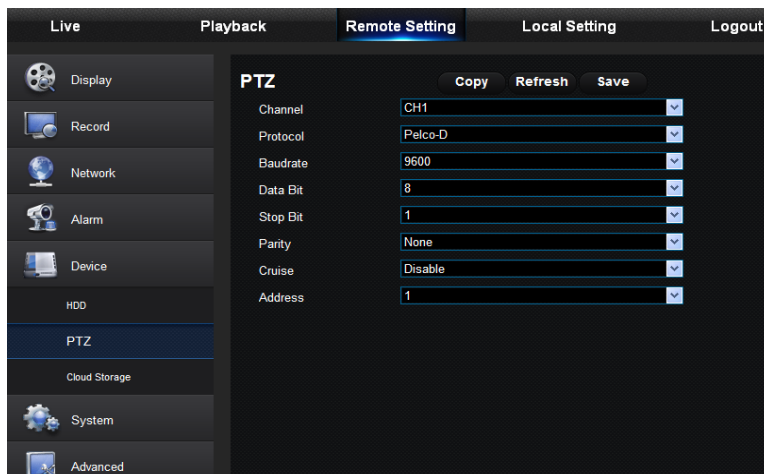 Live Playback Remote Setting Local Setting Logout
Display
Record
Network
Alarm
Device
HDD
PTZ
Cloud Storage
System
Advanced
PTZ Copy Refresh Save
Channel CH1
Protocol Pelco-D
Baudrate 9600
Data Bit 8
Stop Bit 1
Parity None
Cruise Disable
Address 1